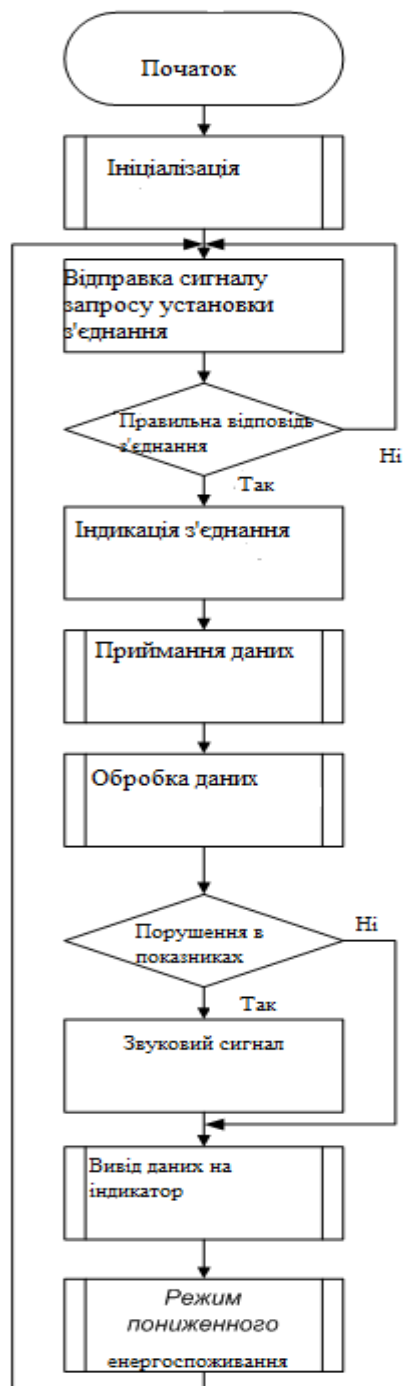 Початок
Ініціалізація
Відправка сигналу
запросу установки
з'єднання
Правильна відповідь
з'єднання
Ні
Так
Індикація з'єднання
Приймання даних
Обробка даних
Порушення в
показниках
Ні
Так
Звуковий сигнал
Вивід даних на
індикатор
Режим
пониженного
енергоспоживання